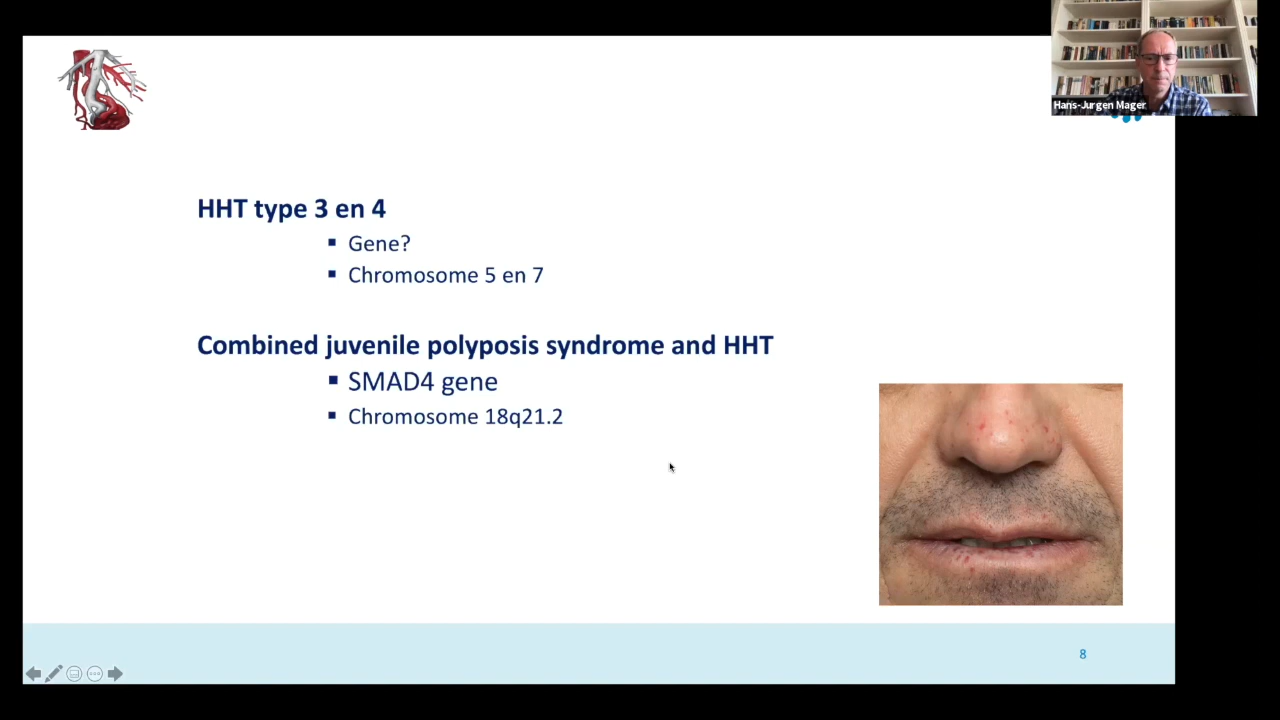 Hans-Jurgen Mager
HHT type 3 en 4
▪ Gene?
▪ Chromosome 5 en 7
Combined juvenile polyposis syndrome and HHT
▪ SMAD4 gene
▪ Chromosome 18q21.2
8